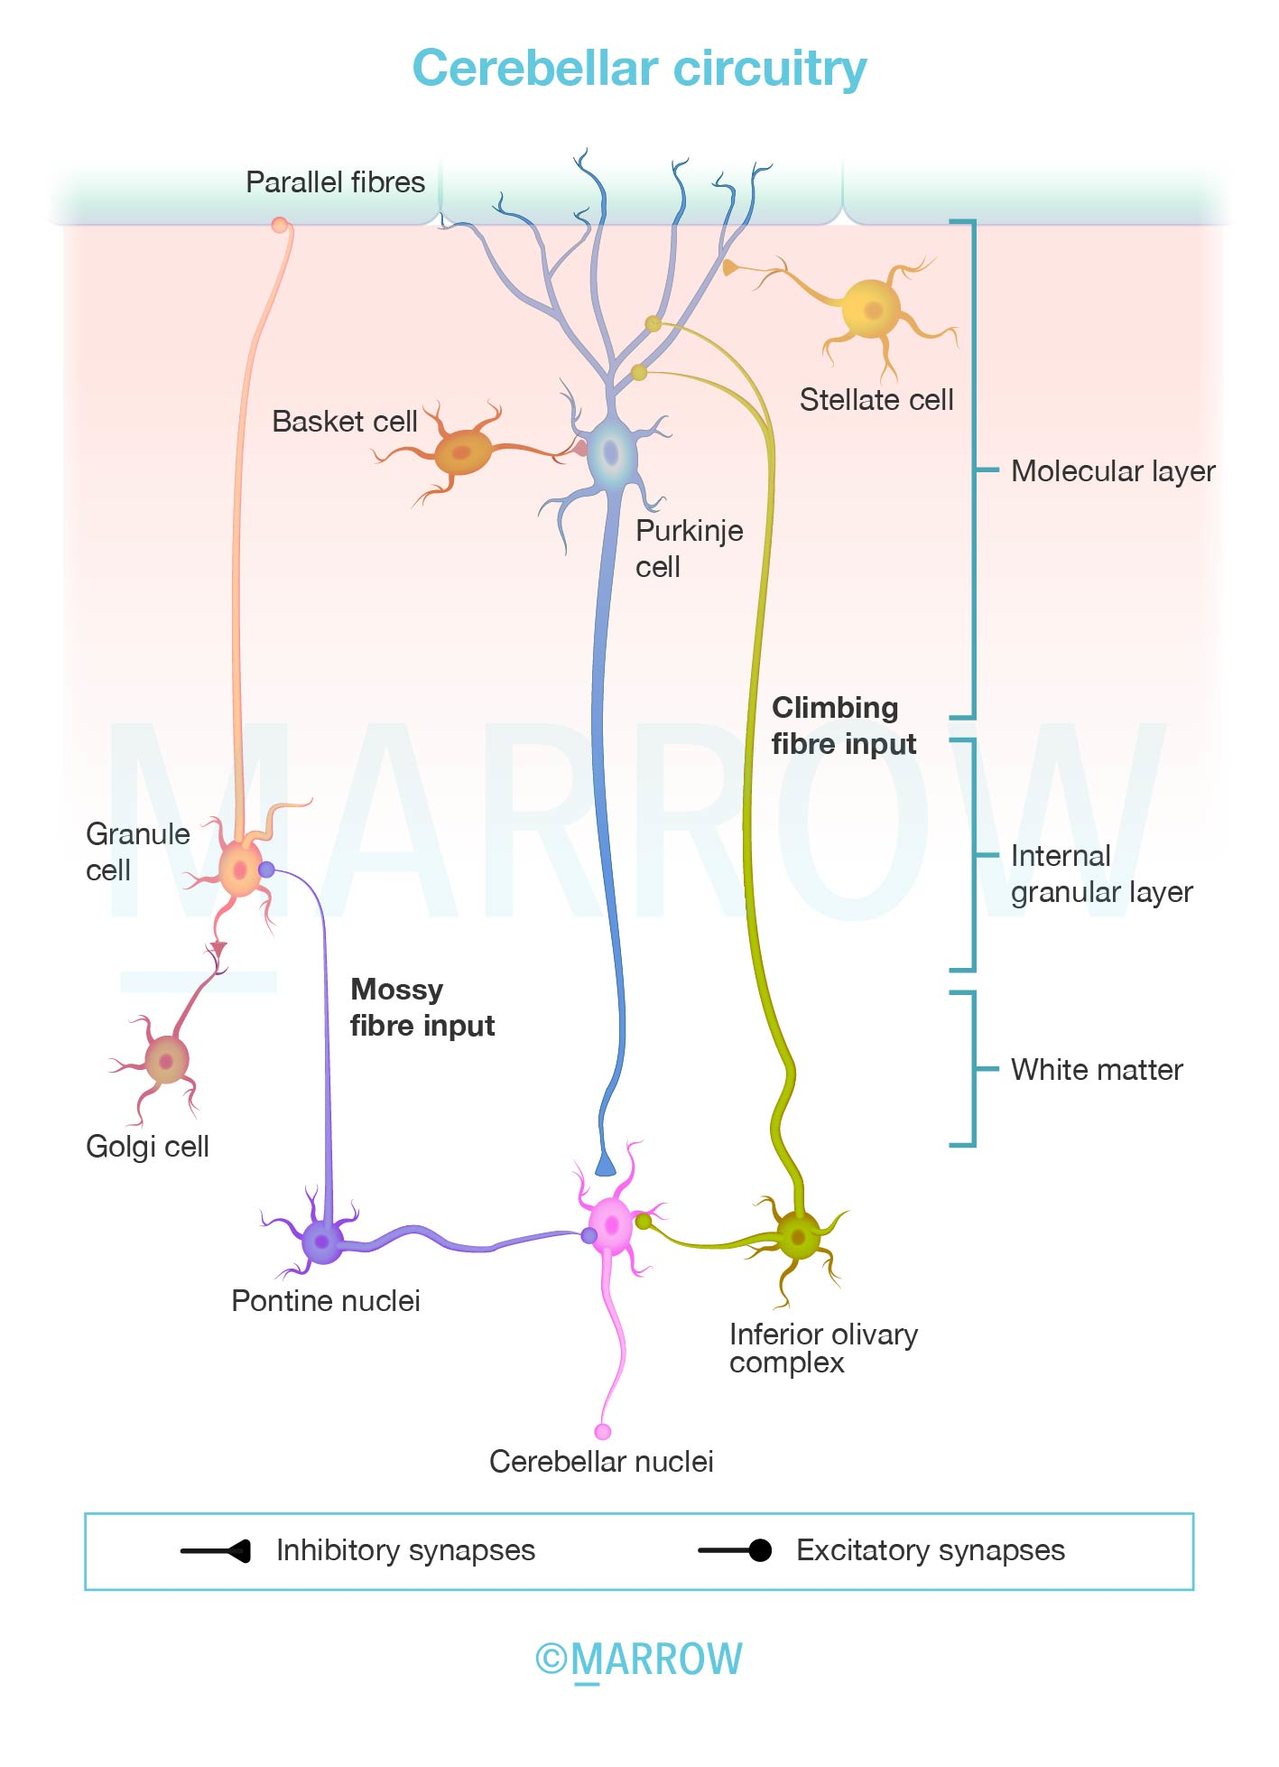 Cerebellar circuitry
Parallel fibres
Stellate cell
Basket cell
Molecular layer
Purkinje
cell
Climbing
fibre input
MARROW
Granule
cell
Internal
granular layer
Mossy
fibre input
White matter
Golgi cell
Pontine nuclei
Inferior olivary
complex
Cerebellar nuclei
Inhibitory synapses
Excitatory synapses
©MARROW